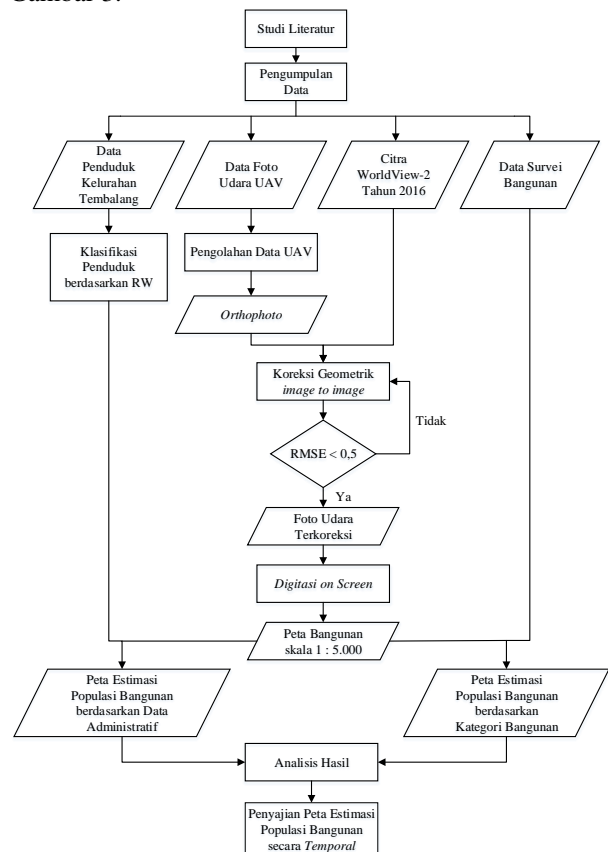 Studi Literatur
Pengumpulan
Data
Data
Penduduk
Kelurahan
Tembalang
Data Foto
Udara UAV
Citra
WorldView-2
Tahun 2016
Data Survei
Bangunan
Klasifikasi
Penduduk
berdasarkan RW
Pengolahan Data UAV
Orthophoto
Koreksi Geometrik
image to image
Tidak
RMSE < 0,5
Ya
Foto Udara
Terkoreksi
Digitasi on Screen
Peta Bangunan
skala 1 : 5.000
Peta Estimasi
Populasi Bangunan
berdasarkan Data
Administratif
Peta Estimasi
Populasi Bangunan
berdasarkan
Kategori Bangunan
Analisis Hasil
Penyajian Peta Estimasi
Populasi Bangunan
secara Temporal